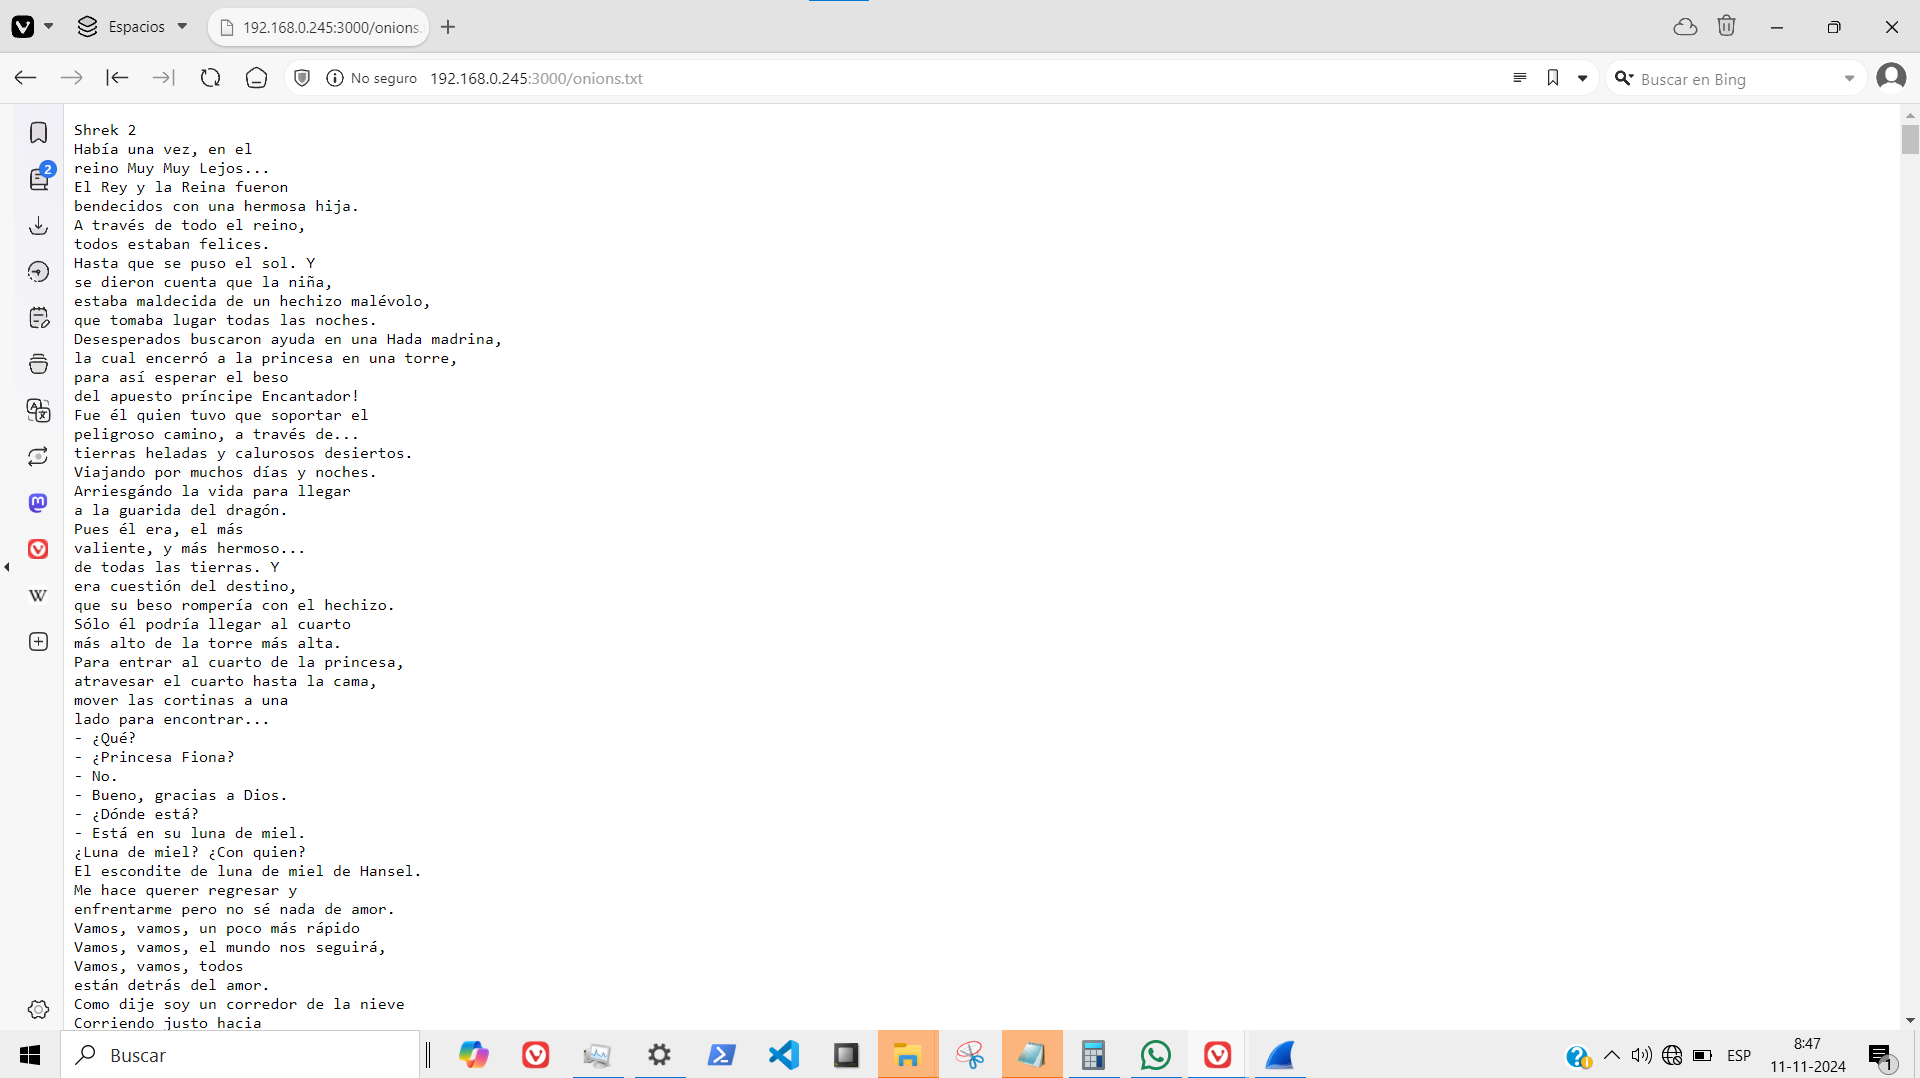 Espacios
192.168.0.245:3000/onions.
No seguro 192.168.0.245:3000/onions.txt
Buscar en Bing
2
Shrek 2
Había una vez, en el
reino Muy Muy Lejos...
El Rey y la Reina fueron
bendecidos con una hermosa hija.
A través de todo el reino,
todos estaban felices.
Hasta que se puso el sol. Y
se dieron cuenta que la niña,
estaba maldecida de un hechizo malévolo,
que tomaba lugar todas las noches.
Desesperados buscaron ayuda en una Hada madrina,
la cual encerró a la princesa en una torre,
para así esperar el beso
del apuesto príncipe Encantador!
Fue él quien tuvo que soportar el
peligroso camino, a través de...
tierras heladas y calurosos desiertos.
Viajando por muchos días y noches.
Arriesgándo la vida para llegar
a la guarida del dragón.
Pues él era, el más
valiente, y más hermoso...
de todas las tierras. Y
era cuestión del destino,
que su beso rompería con el hechizo.
Sólo él podría llegar al cuarto
más alto de la torre más alta.
Para entrar al cuarto de la princesa,
atravesar el cuarto hasta la cama,
mover las cortinas a una
lado para encontrar...
- ¿Qué?
- ¿Princesa Fiona?
- No.
- Bueno, gracias a Dios.
- ¿Dónde está?
- Está en su luna de miel.
¿Luna de miel? ¿Con quien?
El escondite de luna de miel de Hansel.
Me hace querer regresar y
enfrentarme pero no sé nada de amor.
Vamos, vamos, un poco más rápido
Vamos, vamos, el mundo nos seguirá,
Vamos, vamos, todos
están detrás del amor.
Como dije soy un corredor de la nieve
Corriendo justo hacia
W
Buscar
ESP
8:47
11-11-2024
1